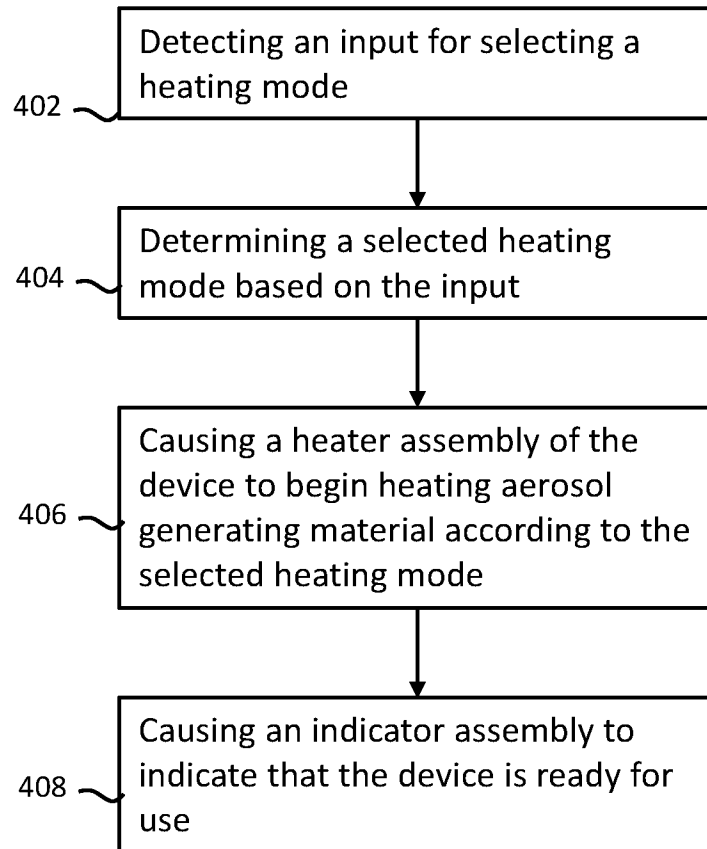 Detecting an input for selecting a
heating mode
402
Determining a selected heating
mode based on the input
404
Causing a heater assembly of the
device to begin heating aerosol
generating material according to the
selected heating mode
406
Causing an indicator assembly to
indicate that the device is ready for
use
408